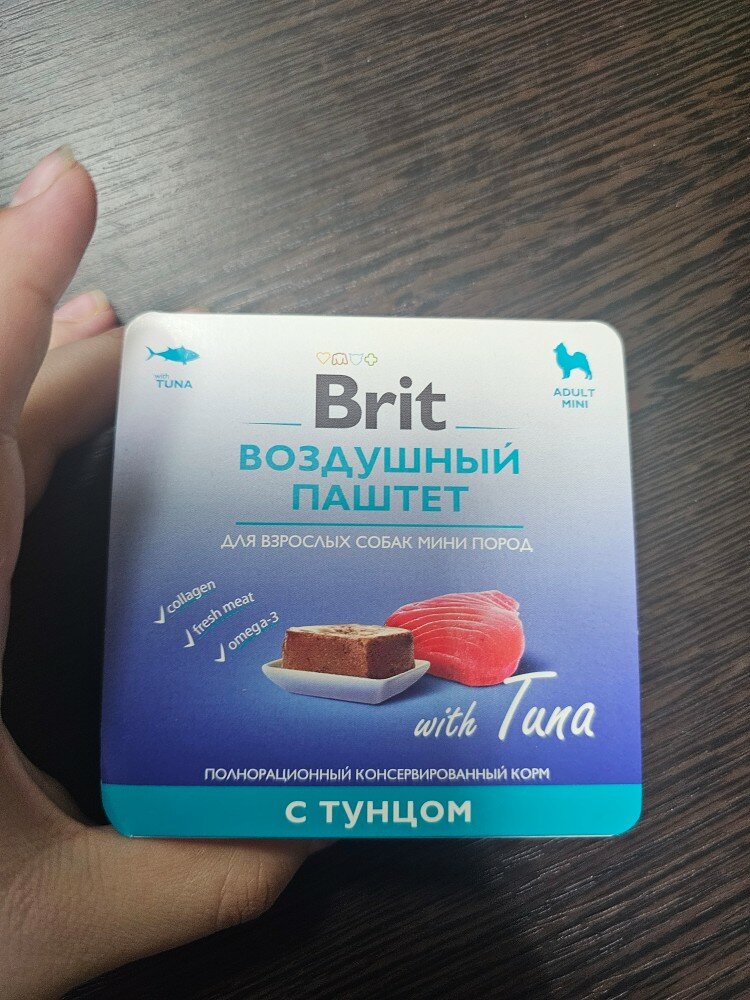 with
TUNA
ADULT
MINI
Brit
ВОЗДУШНЫЙ
ПАШТЕТ
ДЛЯ ВЗРОСЛЫХ СОБАК МИНИ ПОРОД
collagen
fresh meat
omega-3
with Tuna
ПОЛНОРАЦИОННЫЙ КОНСЕРВИРОВАННЫЙ КОРМ
С ТУНЦОМ